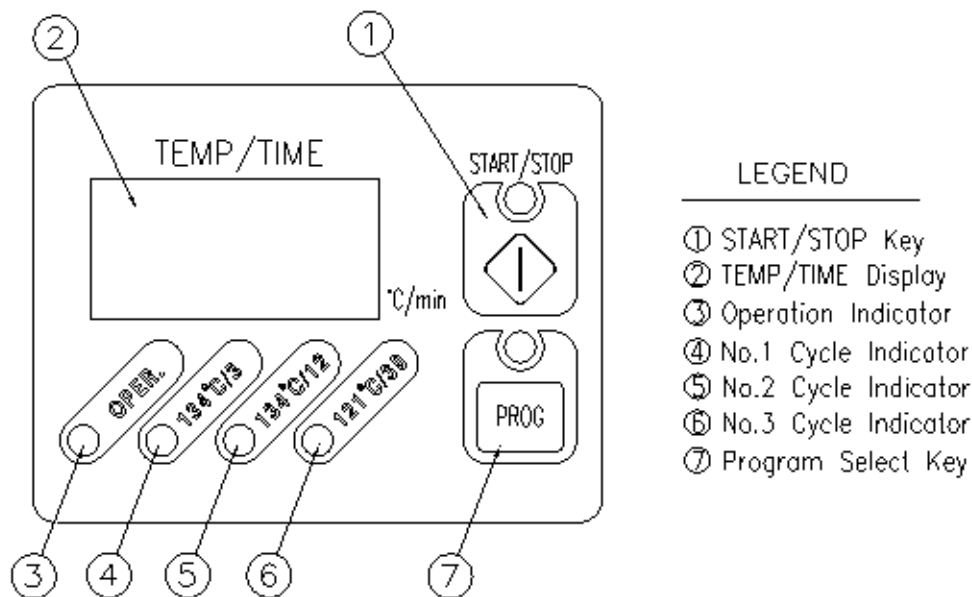 ② ①
TEMP/TIME
START/STOP
°C/min
OPER.
134°C/3
134°C/12
121°C/30
PROG
③ ④ ⑤ ⑥ ⑦
LEGEND
① START/STOP Key
② TEMP/TIME Display
③ Operation Indicator
④ No.1 Cycle Indicator
⑤ No.2 Cycle Indicator
⑥ No.3 Cycle Indicator
⑦ Program Select Key